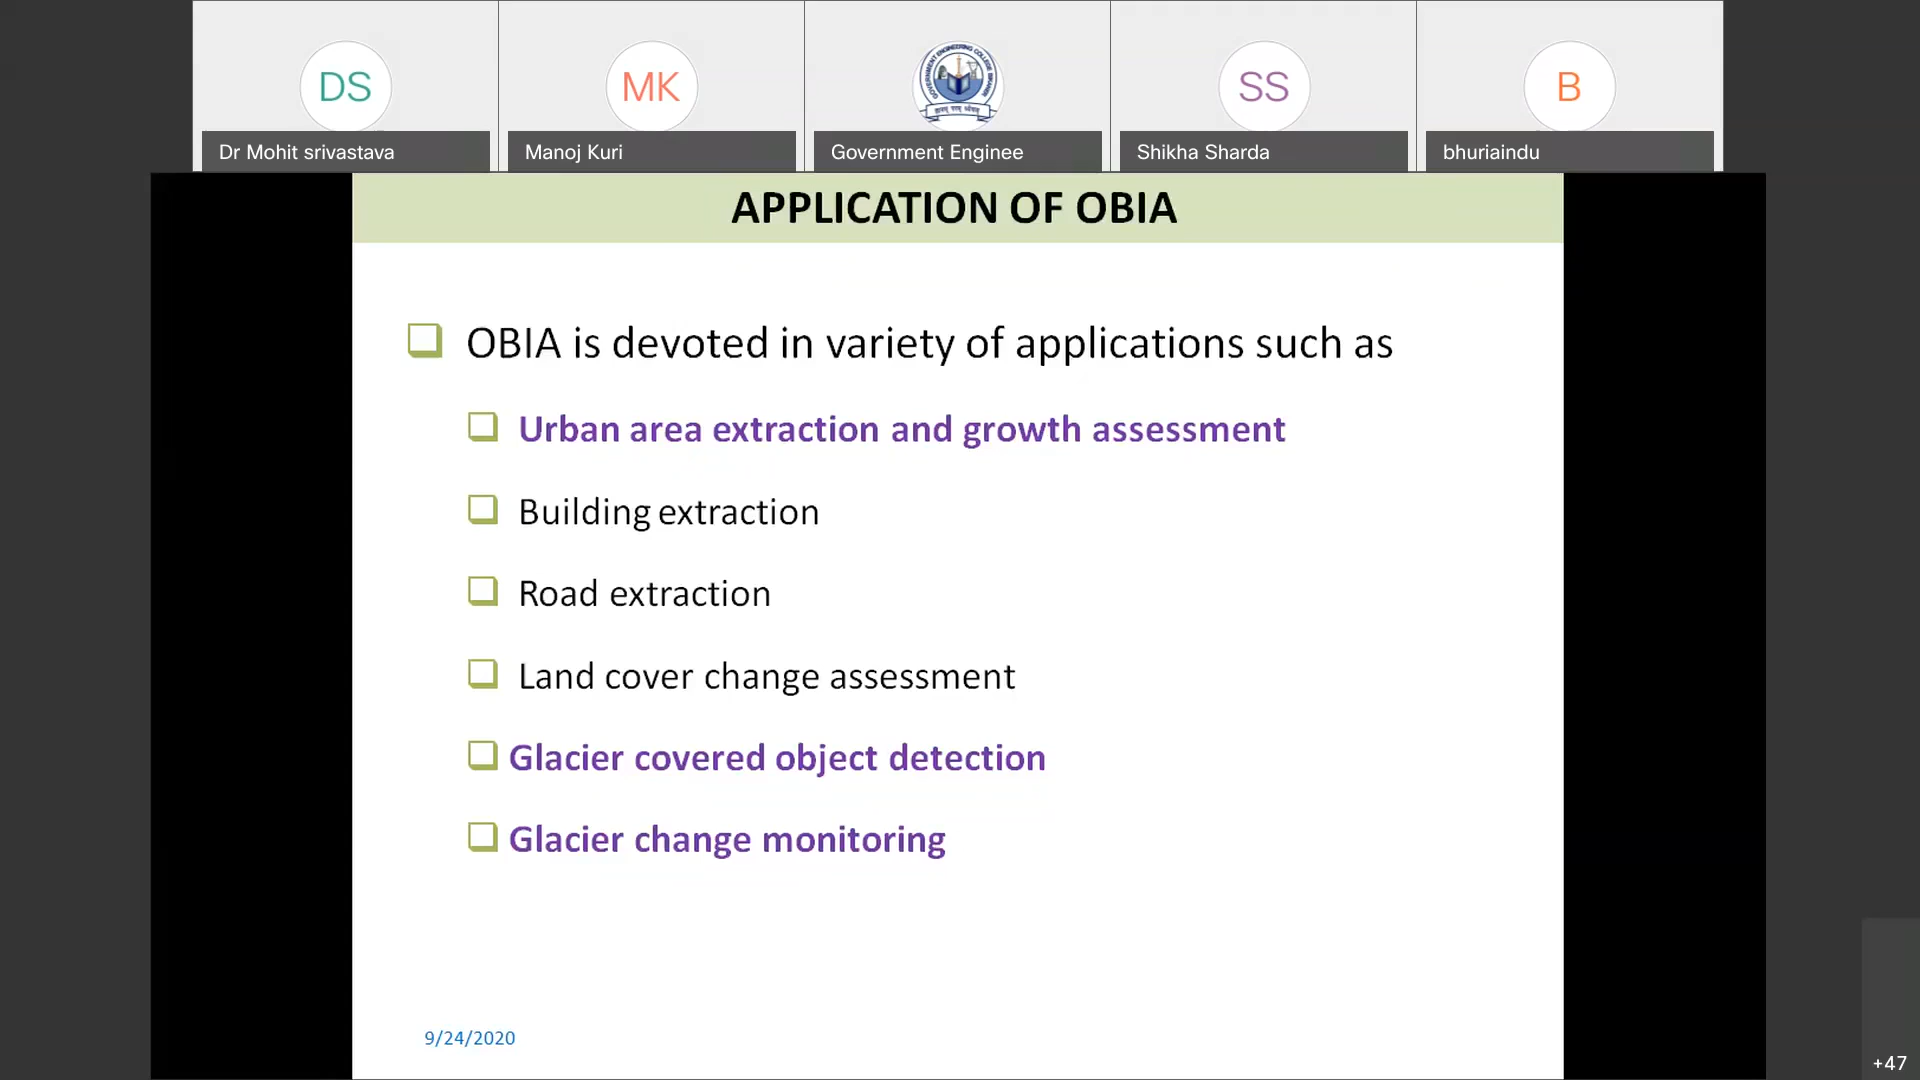 DS
MK
SS
B
Dr Mohit srivastava
Manoj Kuri
Government Enginee
Shikha Sharda
bhuriaindu
APPLICATION OF OBIA
OBIA is devoted in variety of applications such as
Urban area extraction and growth assessment
Building extraction
Road extraction
Land cover change assessment
Glacier covered object detection
Glacier change monitoring
9/24/2020
+47